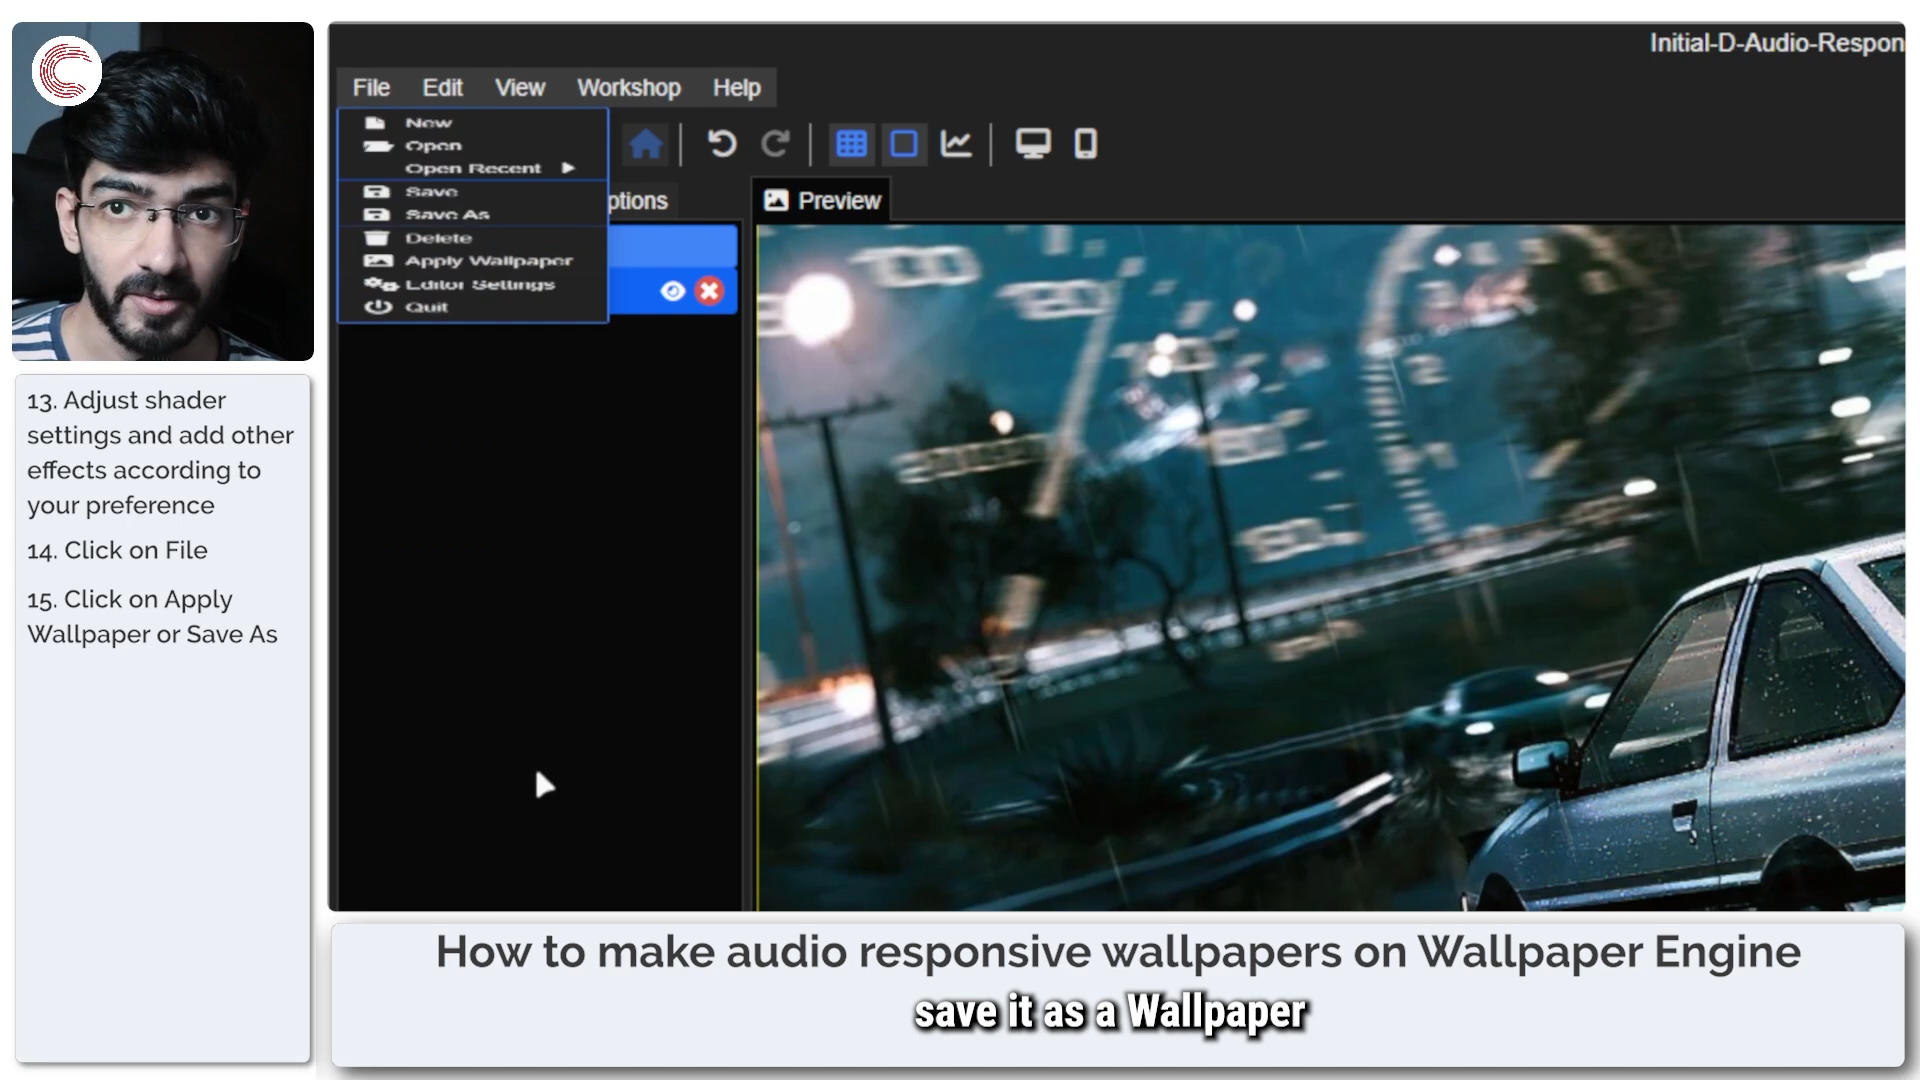 Initial-D-Audio-Respon
File Edit View Workshop Help
New
Open
Open Recent
Save
Save As
Delete
Apply Wallpaper
Editor Settings
Quit
ptions
Preview
100
180
180
13. Adjust shader
settings and add other
effects according to
your preference
14. Click on File
15. Click on Apply
Wallpaper or Save As
How to make audio responsive wallpapers on Wallpaper Engine
save it as a Wallpaper